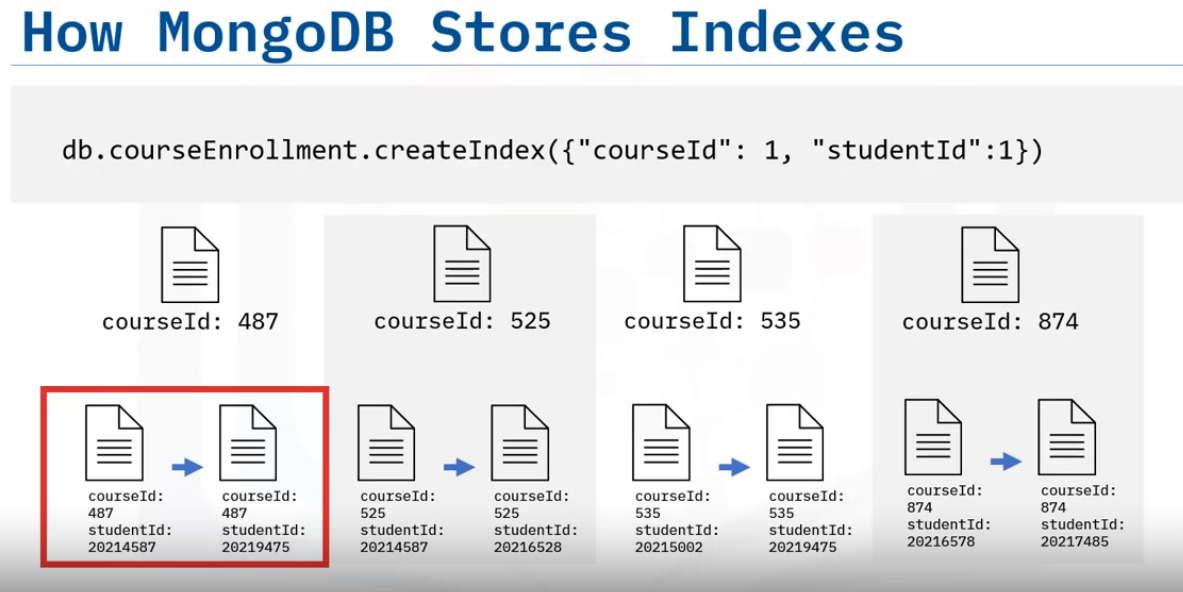 How MongoDB Stores Indexes
db.courseEnrollment.createIndex({"courseId": 1, "studentId":1})
courseId: 487
courseId: 525
courseId: 535
courseId: 874
courseId:
487
studentId:
20214587
courseId:
487
studentId:
20219475
courseId:
525
studentId:
20214587
courseId:
525
studentId:
20216528
courseId:
535
studentId:
20215002
courseId:
535
studentId:
20219475
courseId:
874
studentId:
20216578
courseId:
874
studentId:
20217485